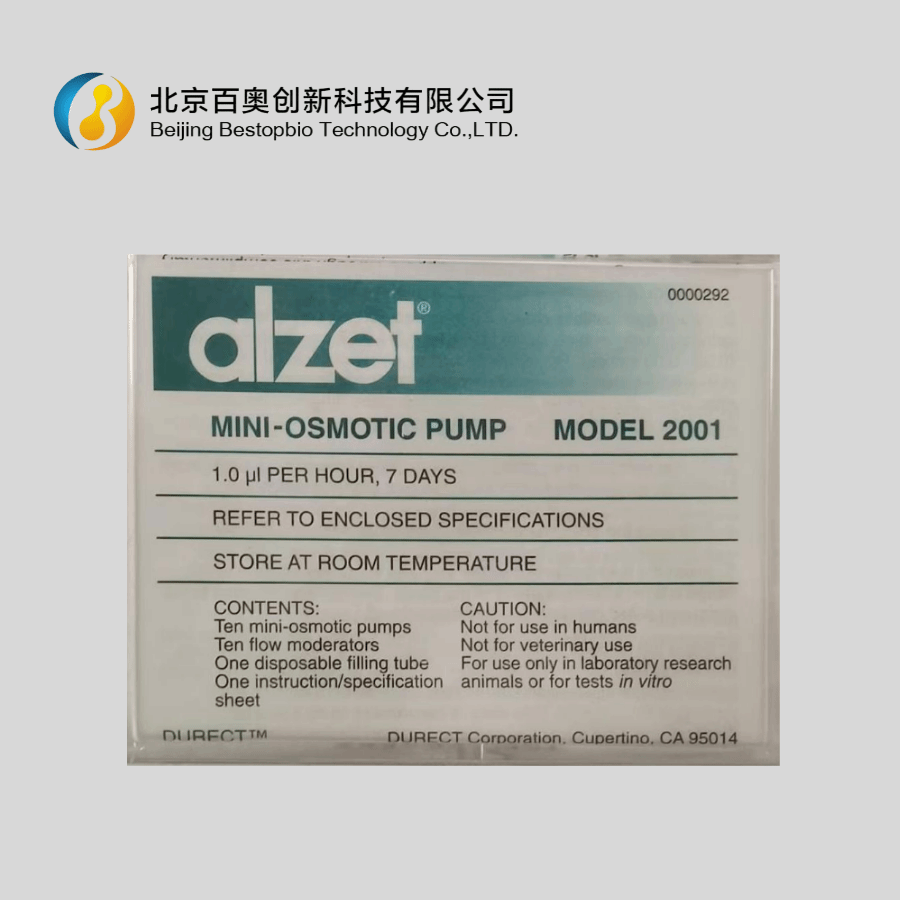 北京百奥创新科技有限公司
Beijing Bestopbio Technology Co.,LTD.
0000292
alzet®
MINI-OSMOTIC PUMP MODEL 2001
1.0 µl PER HOUR, 7 DAYS
REFER TO ENCLOSED SPECIFICATIONS
STORE AT ROOM TEMPERATURE
CONTENTS:
Ten mini-osmotic pumps
Ten flow moderators
One disposable filling tube
One instruction/specification
sheet
CAUTION:
Not for use in humans
Not for veterinary use
For use only in laboratory research
animals or for tests in vitro
DURECT™ DURECT Corporation, Cupertino, CA 95014